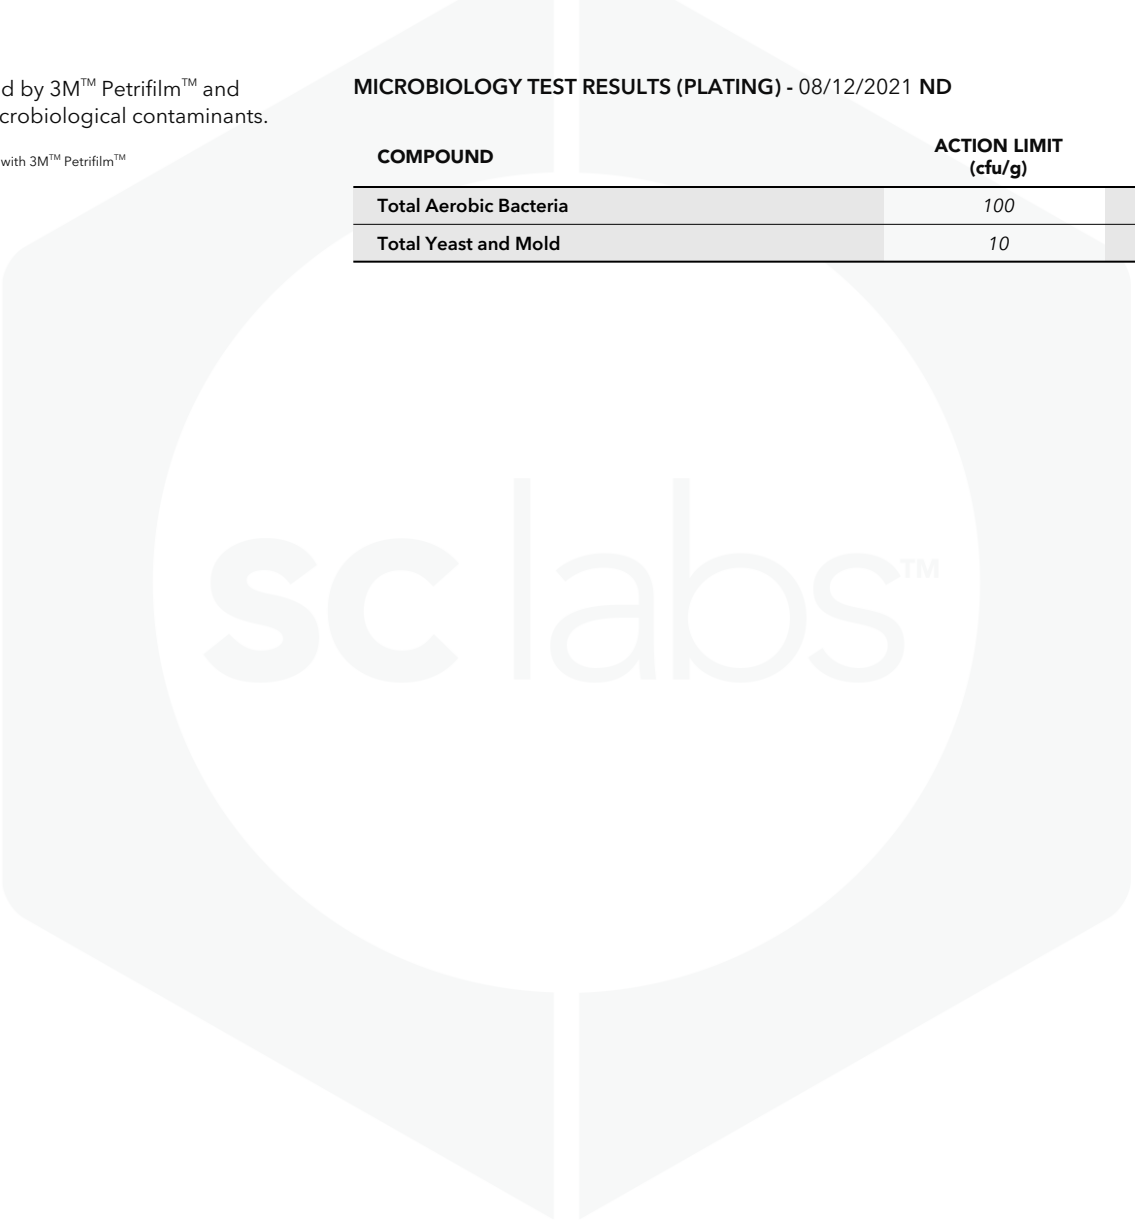 d by 3M™ Petrifilm™ and
crobiological contaminants.
with 3M™ Petrifilm™
MICROBIOLOGY TEST RESULTS (PLATING) - 08/12/2021 ND
COMPOUND
ACTION LIMIT
(cfu/g)
Total Aerobic Bacteria 100
Total Yeast and Mold 10
sc labs™